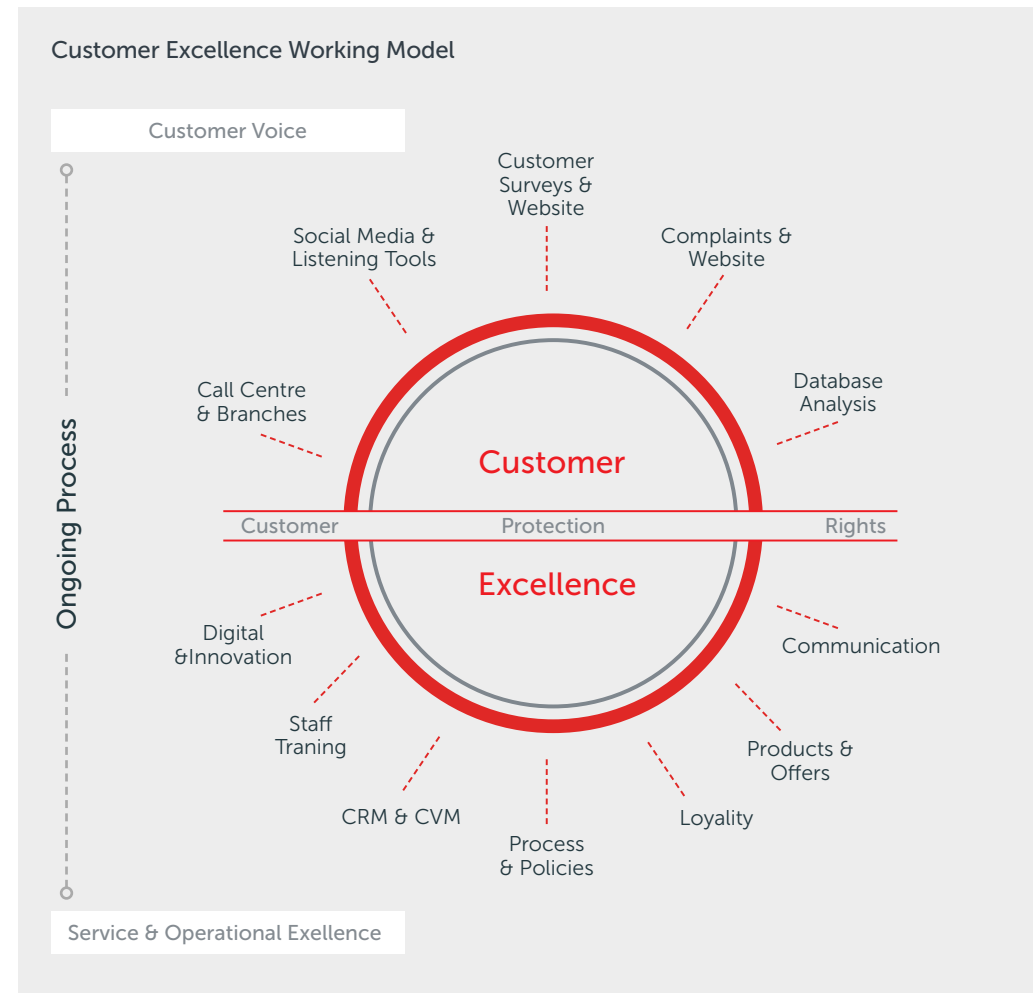 Customer Excellence Working Model
Customer Voice
Customer
Surveys &
Website
Social Media &
Listening Tools
Complaints &
Website
Call Centre
& Branches
Database
Analysis
Ongoing Process
Customer
Customer Protection Rights
Excellence
Digital
&Innovation
Communication
Staff
Traning
Products &
Offers
CRM & CVM
Loyality
Process
& Policies
Service & Operational Exellence